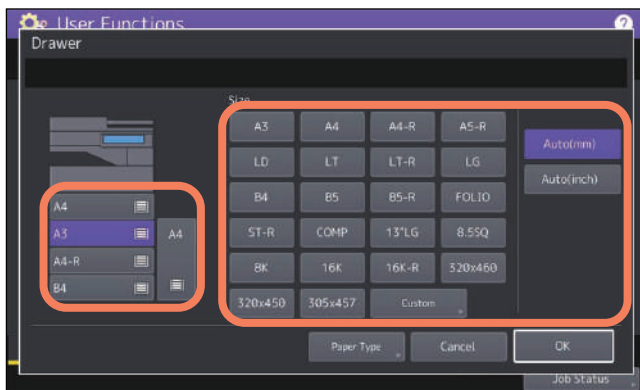 User Functions
?
Drawer
Size
A3 A4 A4-R A5-R
LD LT LT-R LG
B4 B5 B5-R FOLIO
ST-R COMP 13"LG 8.5SQ
8K 16K 16K-R 320x460
320x450 305x457 Custom
Auto(mm)
Auto(inch)
A4
A3
A4-R
B4
A4
Paper Type Cancel OK
Job Status